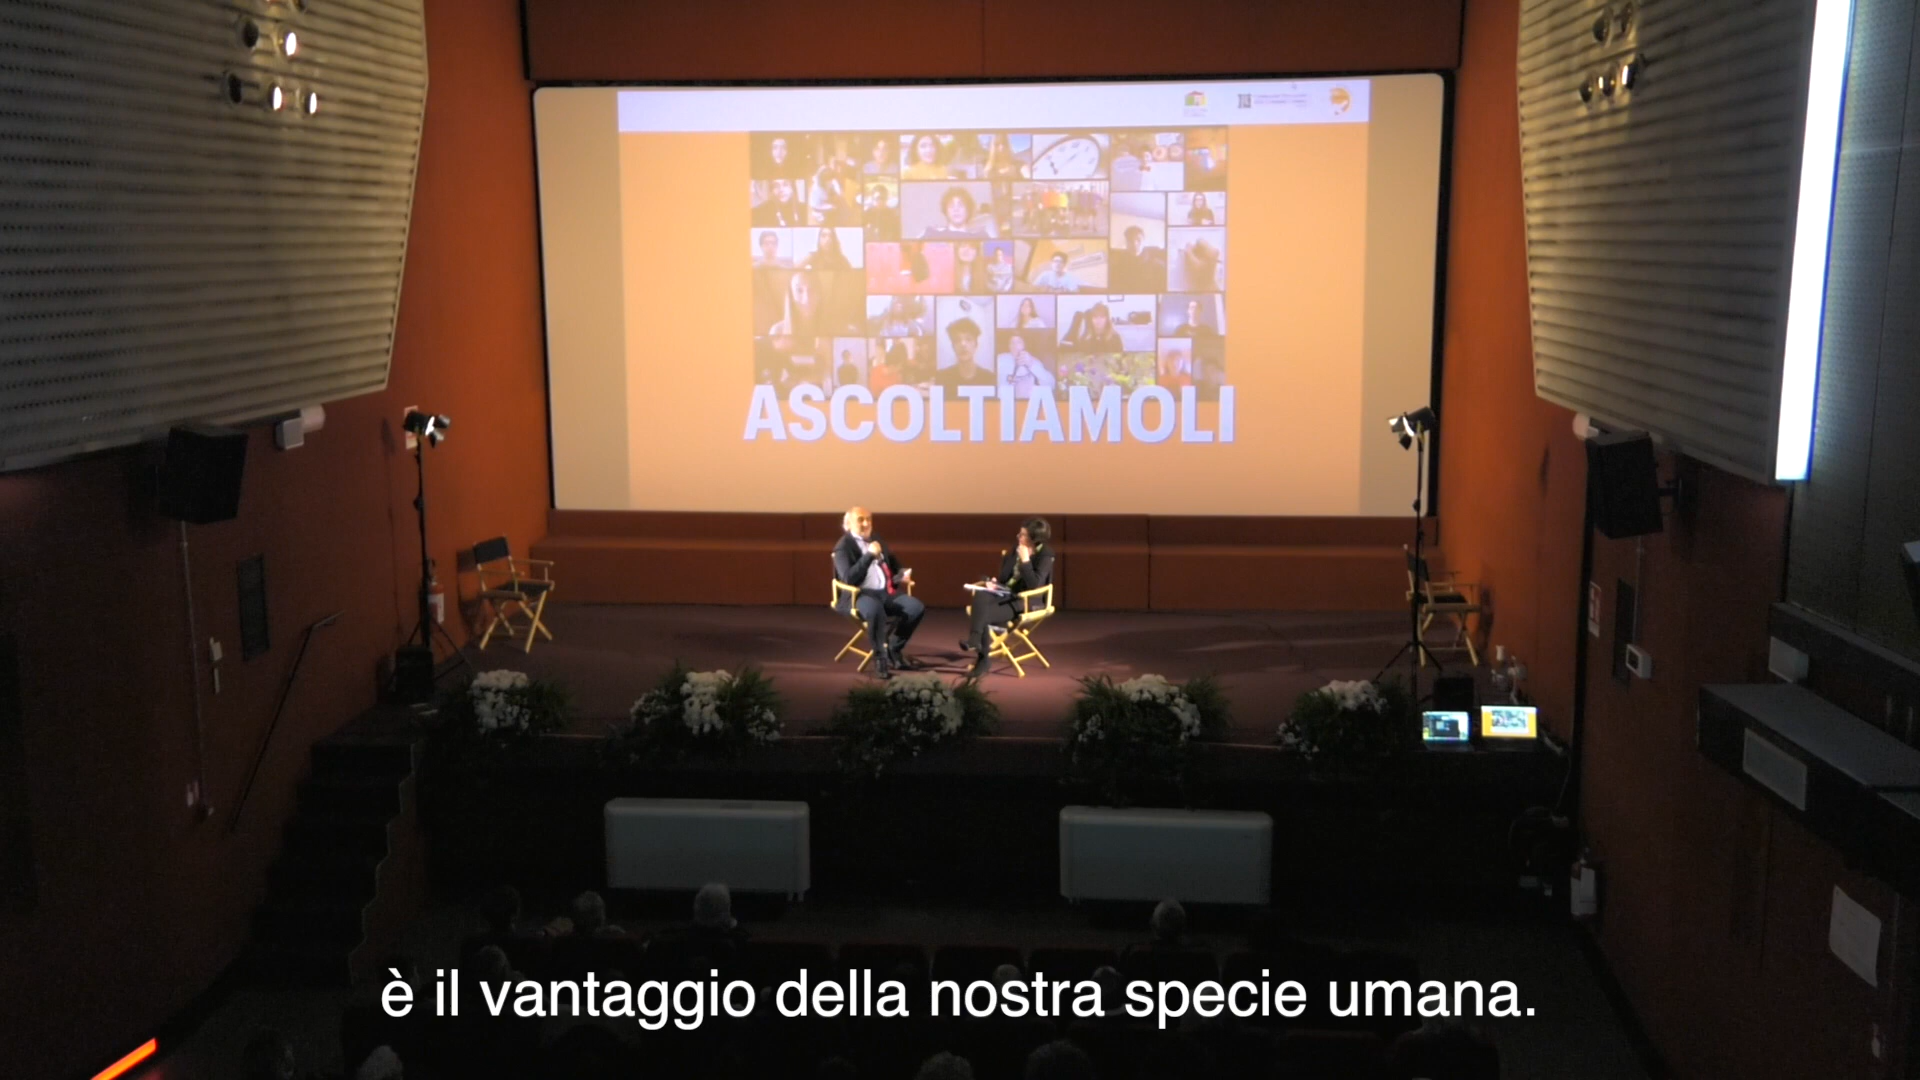 ASCOLTIAMOLI
è il vantaggio della nostra specie umana.